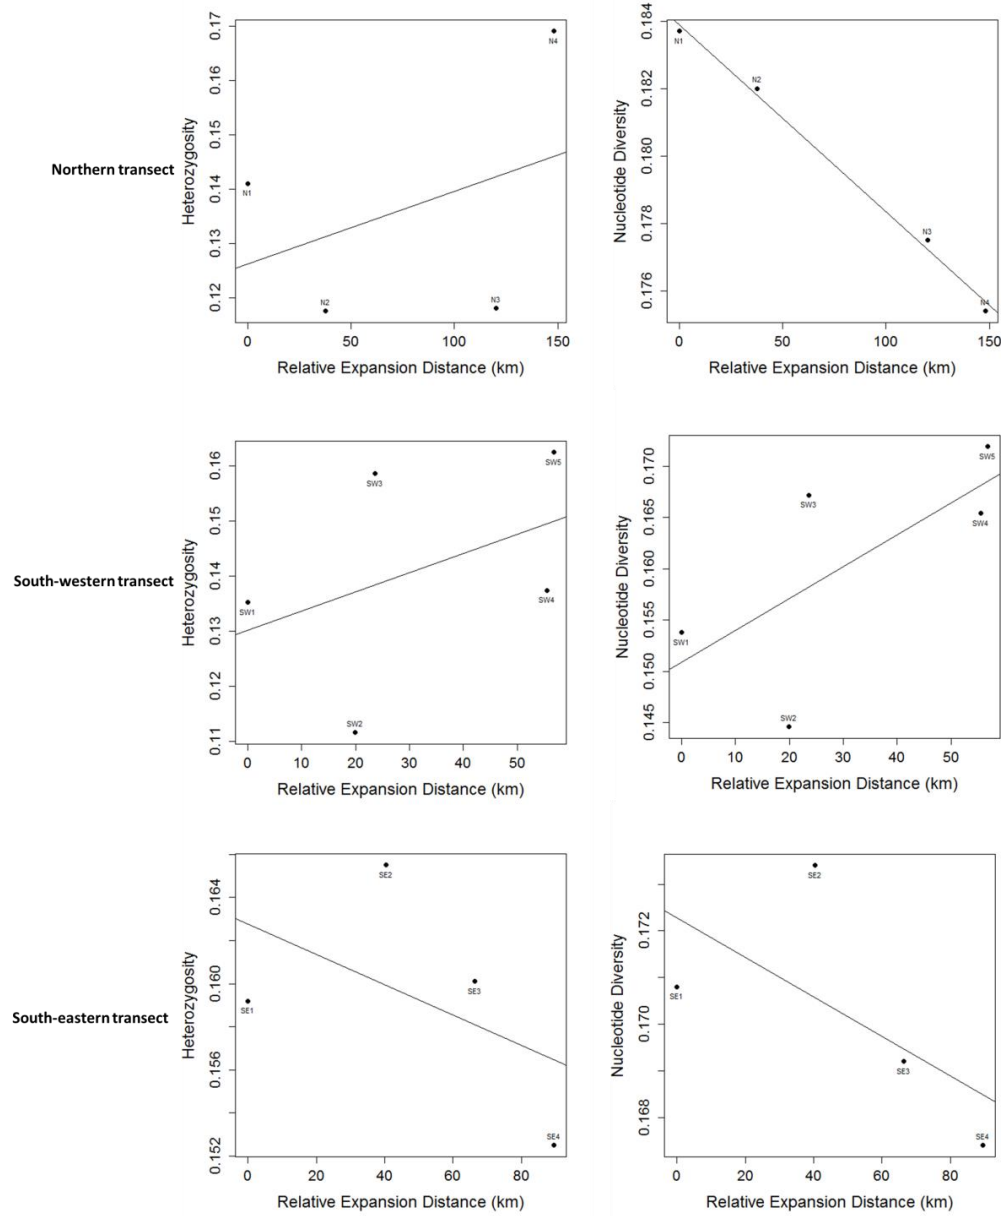 Northern transect
Heterozygosity
0.17
0.16
0.15
0.14
0.13
0.12
N1
N2
N3
N4
0 50 100 150
Relative Expansion Distance (km)
Nucleotide Diversity
0.184
0.182
0.180
0.178
0.176
N1
N2
N3
N4
0 50 100 150
Relative Expansion Distance (km)
South-western transect
Heterozygosity
0.16
0.15
0.14
0.13
0.12
0.11
SW1
SW2
SW3
SW4
SW5
0 10 20 30 40 50
Relative Expansion Distance (km)
Nucleotide Diversity
0.170
0.165
0.160
0.155
0.150
0.145
SW1
SW2
SW3
SW4
SW5
0 10 20 30 40 50
Relative Expansion Distance (km)
South-eastern transect
Heterozygosity
0.164
0.160
0.156
0.152
SE1
SE2
SE3
SE4
0 20 40 60 80
Relative Expansion Distance (km)
Nucleotide Diversity
0.172
0.170
0.168
SE1
SE2
SE3
SE4
0 20 40 60 80
Relative Expansion Distance (km)